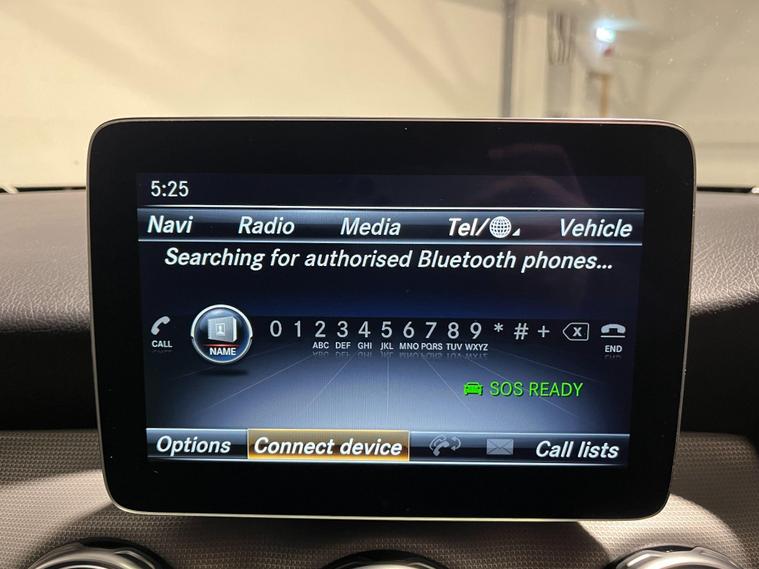 5:25
Navi Radio Media Tel/ Vehicle
Searching for authorised Bluetooth phones...
0 1 2 3 4 5 6 7 8 9 * # +
CALL NAME ABC DEF GHI JKL MNO PQRS TUV WXYZ END
SOS READY
Options Connect device Call lists